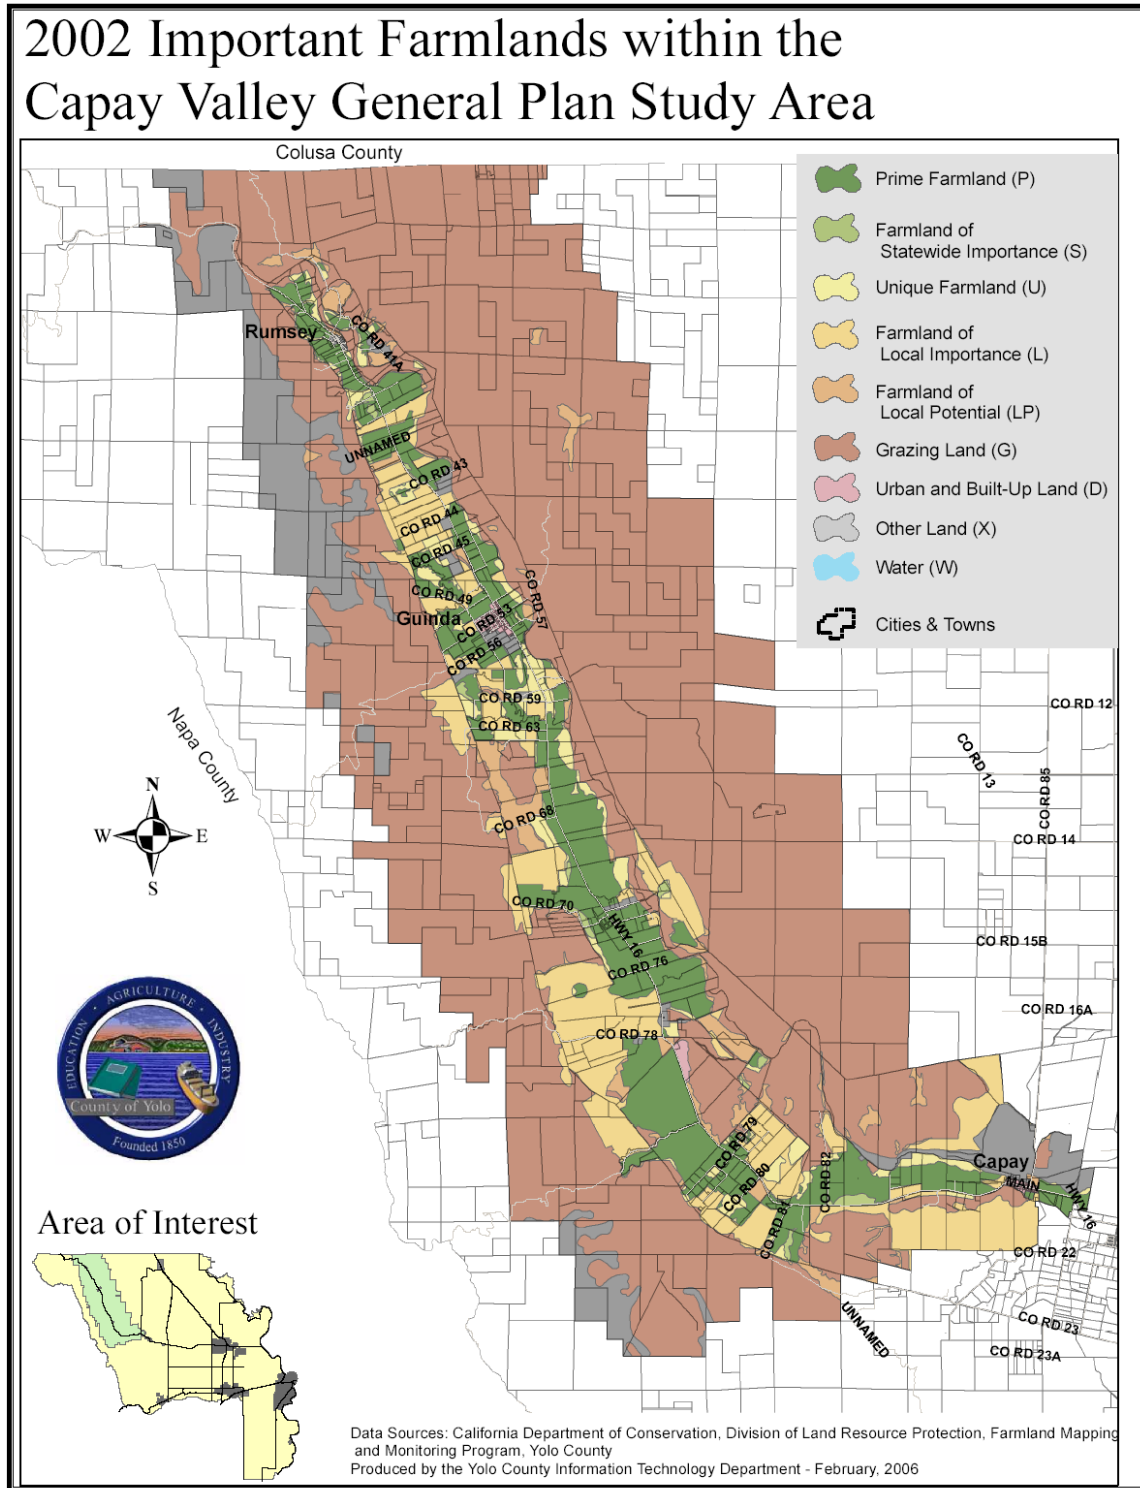 2002 Important Farmlands within the
Capay Valley General Plan Study Area
Colusa County
Prime Farmland (P)
Farmland of
Statewide Importance (S)
Unique Farmland (U)
Farmland of
Local Importance (L)
Farmland of
Local Potential (LP)
Grazing Land (G)
Urban and Built-Up Land (D)
Other Land (X)
Water (W)
Cities & Towns
Rumsey
CO RD 41A
UNNAMED
CO RD 43
CO RD 44
CO RD 45
CO RD 49
CO RD 57
Guinda
CO RD 53
CO RD 56
CO RD 59
CO RD 63
CO RD 12
CO RD 13
CO RD 85
CO RD 14
Napa County
N
W
E
S
CO RD 68
CO RD 70
HWY 16
CO RD 76
CO RD 15B
CO RD 16A
CO RD 78
CO RD 79
CO RD 80
CO RD 81
CO RD 82
Capay
MAIN
HWY 16
CO RD 22
UNNAMED
CO RD 23
CO RD 23A
EDUCATION · AGRICULTURE · INDUSTRY
County of Yolo
Founded 1850
Area of Interest
Data Sources: California Department of Conservation, Division of Land Resource Protection, Farmland Mapping
and Monitoring Program, Yolo County
Produced by the Yolo County Information Technology Department - February, 2006